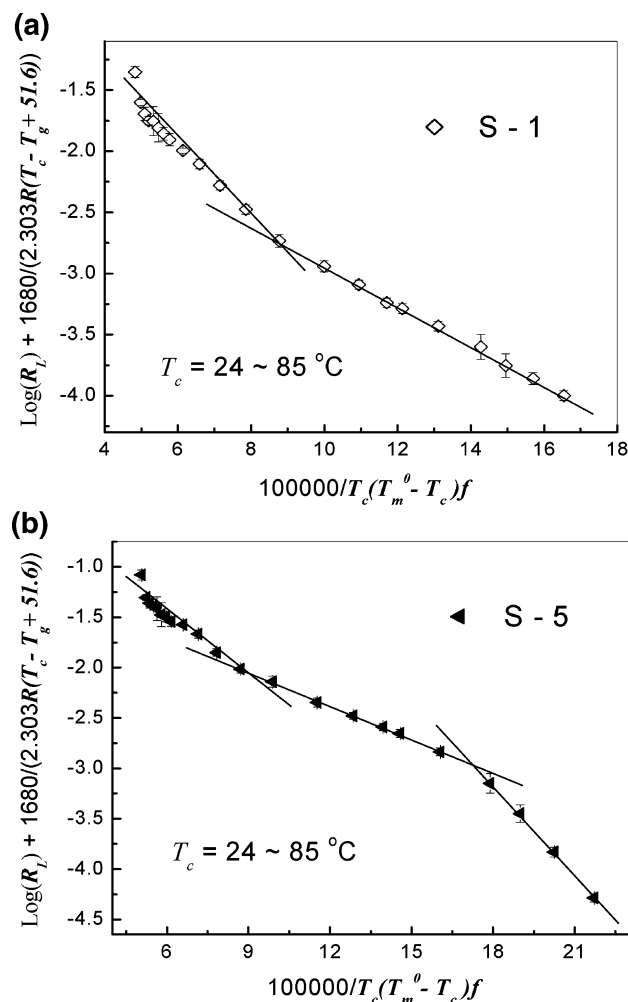 (a)
Log(R_L) + 1680/(2.303R(T_c- T_g + 51.6))
-1.5
-2.0
-2.5
-3.0
-3.5
-4.0
S - 1
T_c = 24 ~ 85 °C
4 6 8 10 12 14 16 18
100000/T_c(T_m^0 - T_c)f
(b)
Log(R_L) + 1680/(2.303R(T_c- T_g + 51.6))
-1.0
-1.5
-2.0
-2.5
-3.0
-3.5
-4.0
-4.5
S - 5
T_c = 24 ~ 85 °C
6 9 12 15 18 21
100000/T_c(T_m^0 - T_c)f